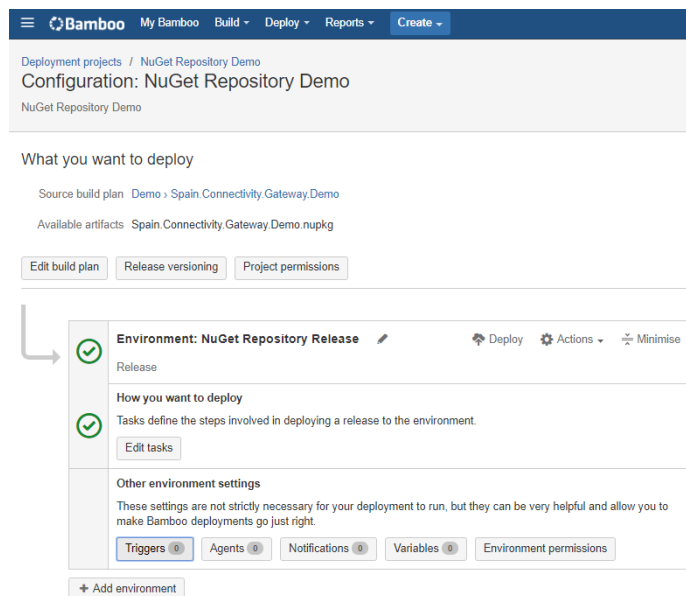 Bamboo My Bamboo Build Deploy Reports Create
Deployment projects / NuGet Repository Demo
Configuration: NuGet Repository Demo
NuGet Repository Demo
What you want to deploy
Source build plan Demo › Spain.Connectivity.Gateway.Demo
Available artifacts Spain.Connectivity.Gateway.Demo.nupkg
Edit build plan Release versioning Project permissions
Environment: NuGet Repository Release Deploy Actions Minimise
Release
How you want to deploy
Tasks define the steps involved in deploying a release to the environment.
Edit tasks
Other environment settings
These settings are not strictly necessary for your deployment to run, but they can be very helpful and allow you to
make Bamboo deployments go just right.
Triggers 0 Agents 0 Notifications 0 Variables 0 Environment permissions
+ Add environment